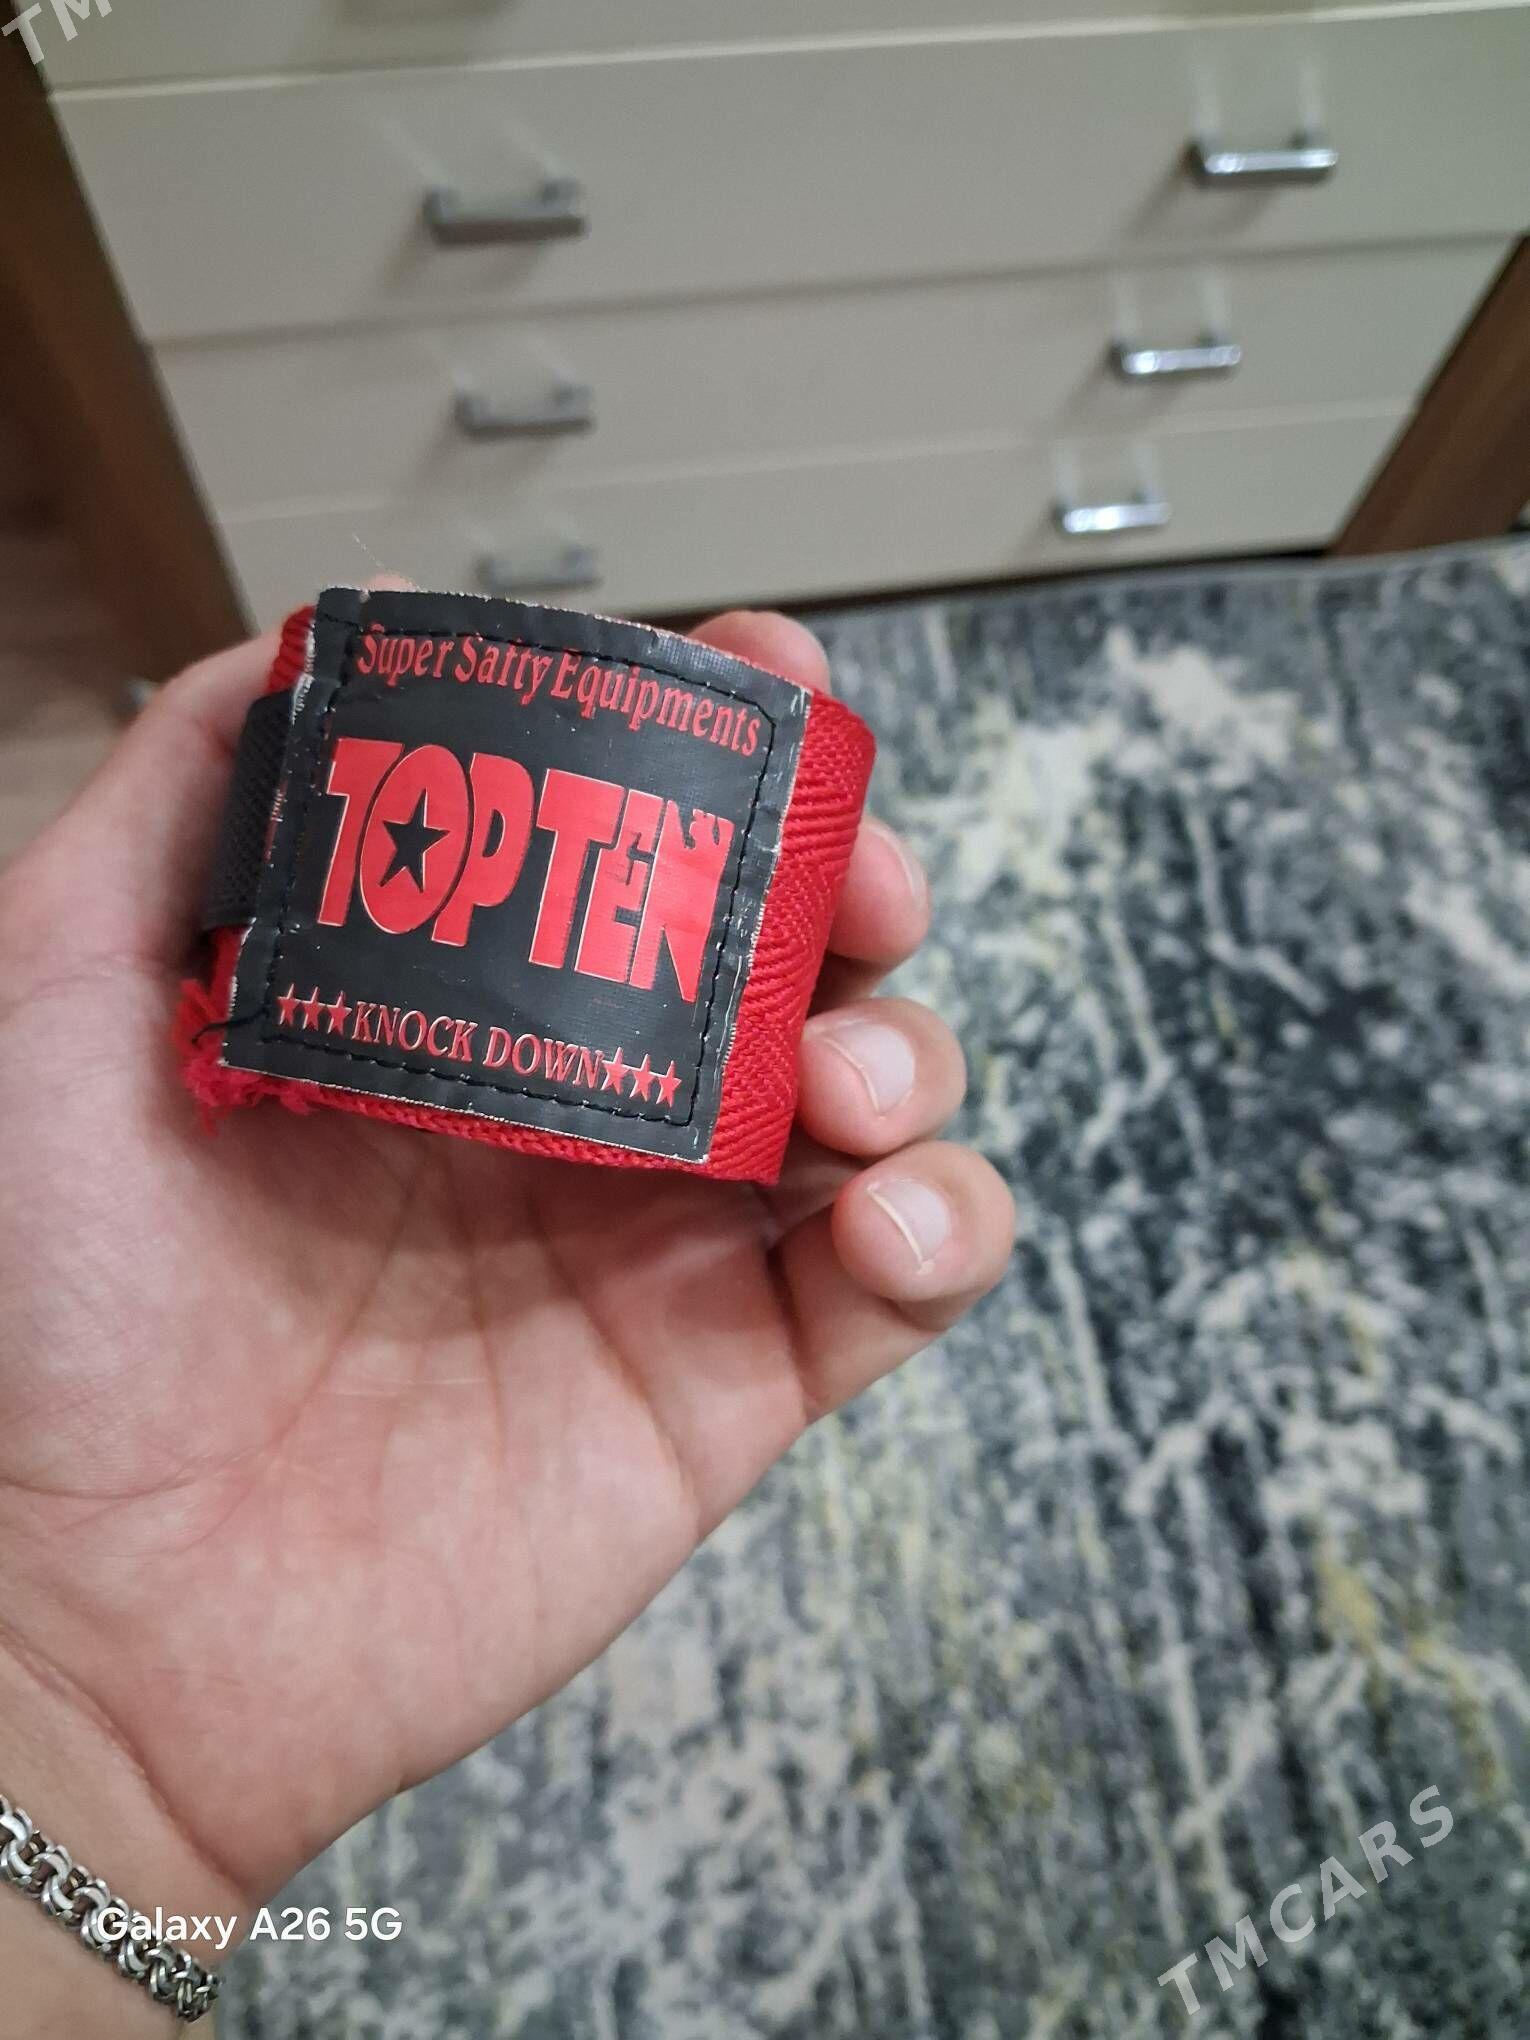 TM
Super Safty Equipments
TOP TEN
KNOCK DOWN
Galaxy A26 5G
TMCARS